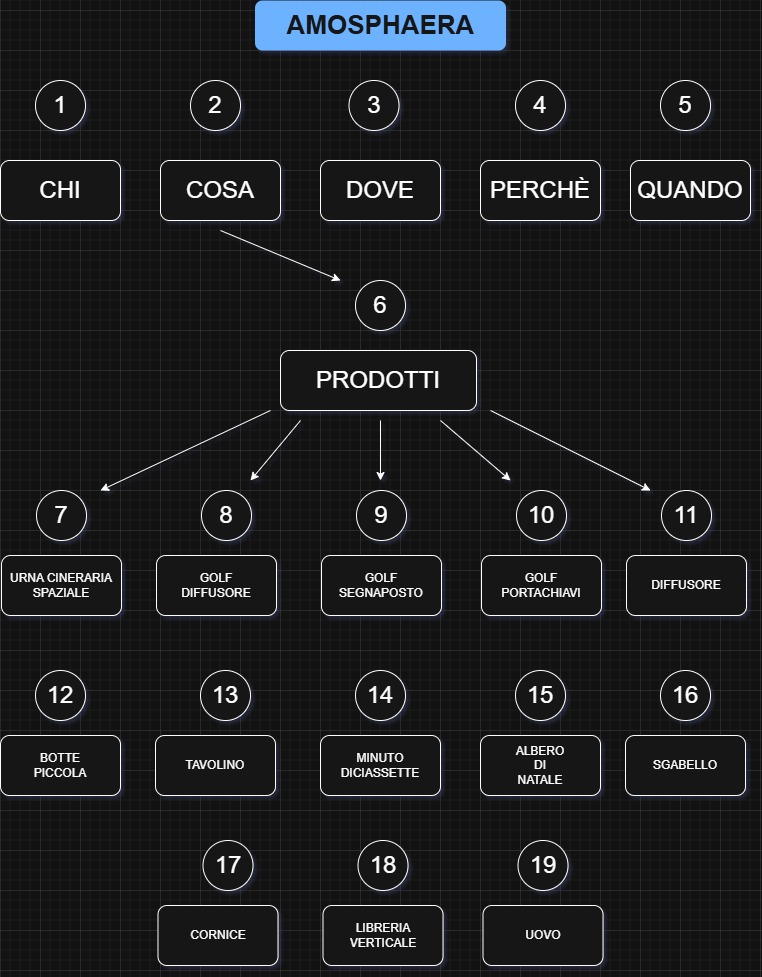 AMOSPHAERA
1
2
3
4
5
CHI
COSA
DOVE
PERCHÈ
QUANDO
6
PRODOTTI
7
8
9
10
11
URNA CINERARIA
SPAZIALE
GOLF
DIFFUSORE
GOLF
SEGNAPOSTO
GOLF
PORTACHIAVI
DIFFUSORE
12
13
14
15
16
BOTTE
PICCOLA
TAVOLINO
MINUTO
DICIASSETTE
ALBERO
DI
NATALE
SGABELLO
17
18
19
CORNICE
LIBRERIA
VERTICALE
UOVO